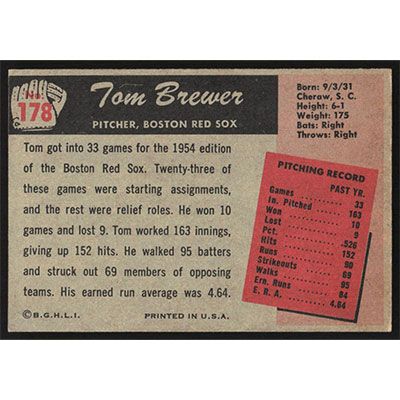 No.
178
Tom Brewer
PITCHER, BOSTON RED SOX
Born: 9/3/31
Cheraw, S. C.
Height: 6-1
Weight: 175
Bats: Right
Throws: Right
Tom got into 33 games for the 1954 edition
of the Boston Red Sox. Twenty-three of
these games were starting assignments,
and the rest were relief roles. He won 10
games and lost 9. Tom worked 163 innings,
giving up 152 hits. He walked 95 batters
and struck out 69 members of opposing
teams. His earned run average was 4.64.
PITCHING RECORD
PAST YR.
Games 33
In. Pitched 163
Won 10
Lost 9
Pct. .526
Hits 152
Runs 90
Strikeouts 69
Walks 95
Ern. Runs 84
E. R. A. 4.64
©B.G.H.L.I. PRINTED IN U.S.A.